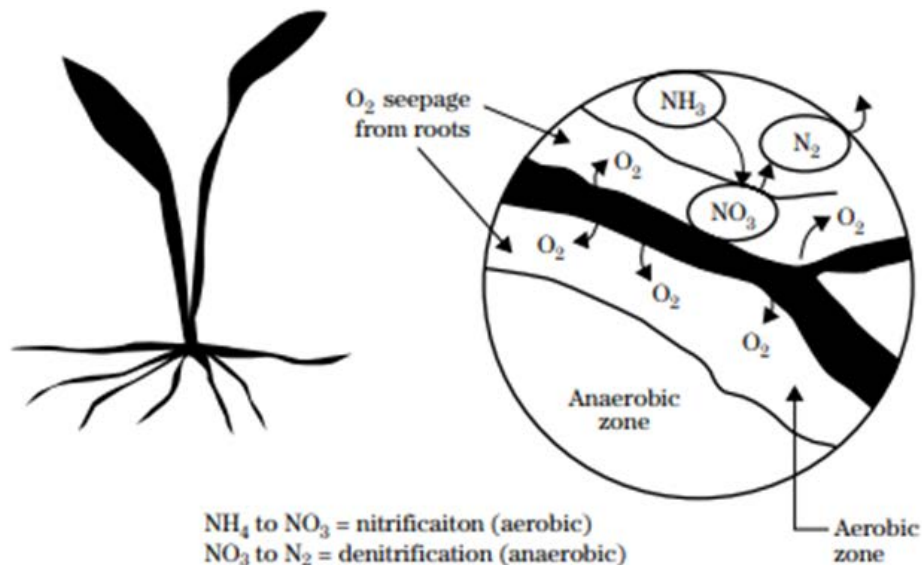 O₂ seepage
from roots
NH₃
N₂
O₂
NO₃
O₂
O₂
O₂
O₂
Anaerobic
zone
Aerobic
zone
NH₄ to NO₃ = nitrificaiton (aerobic)
NO₃ to N₂ = denitrification (anaerobic)